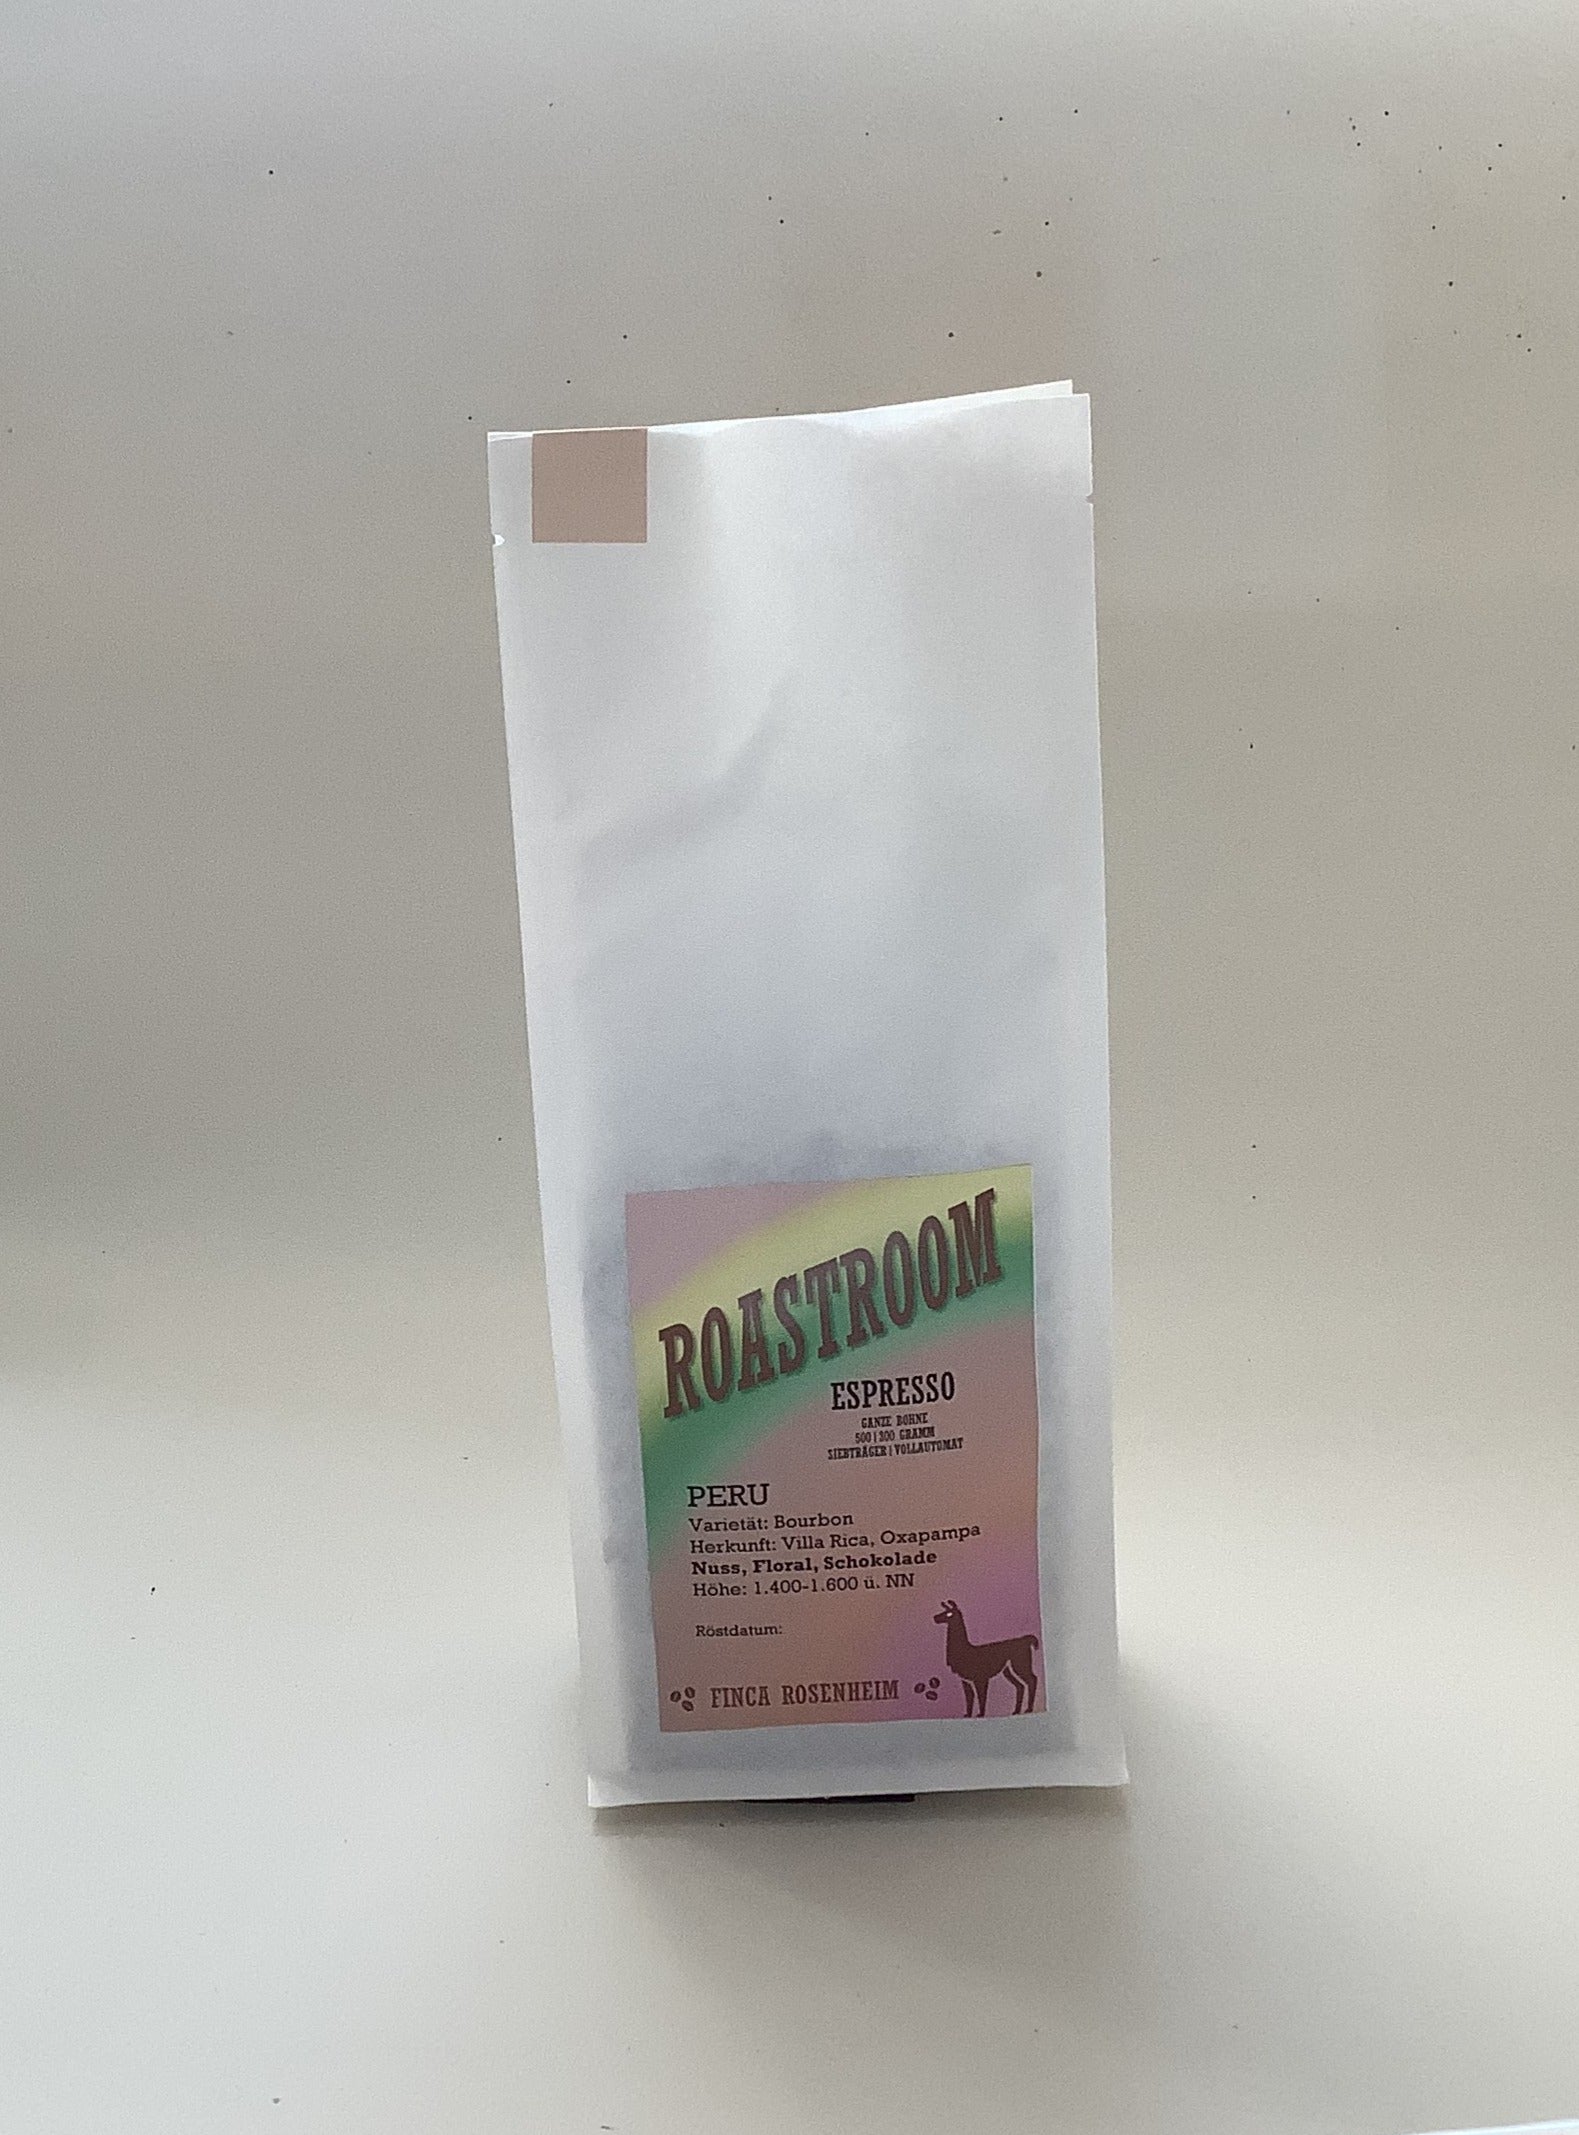 ROASTROOM
ESPRESSO
GANZE BOHNE
500 | 300 GRAMM
SIEBTRÄGER | VOLLAUTOMAT
PERU
Varietät: Bourbon
Herkunft: Villa Rica, Oxapampa
Nuss, Floral, Schokolade
Höhe: 1.400-1.600 ü. NN
Röstdatum:
FINCA ROSENHEIM